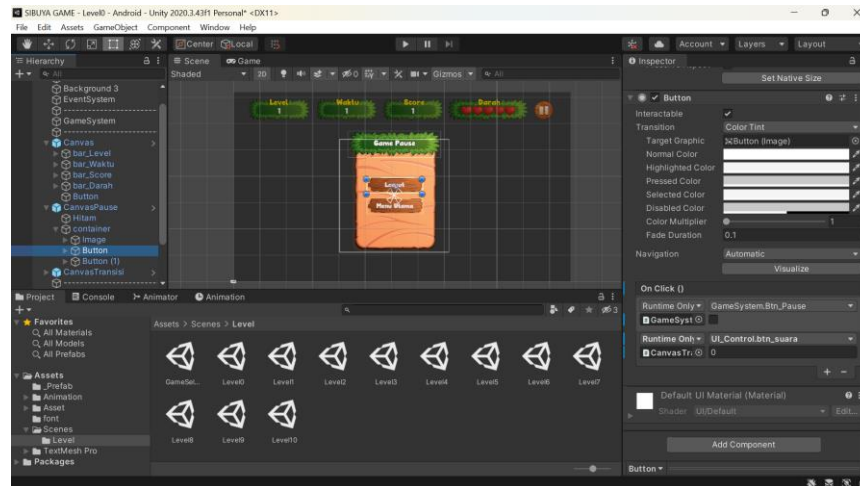 SIBUYA GAME - Level0 - Android - Unity 2020.3.43f1 Personal* <DX11>
File Edit Assets GameObject Component Window Help
Center Local Account Layers Layout
Hierarchy
All
Background 3
EventSystem
----------------------
GameSystem
----------------------
Canvas
bar_Level
bar_Waktu
bar_Score
bar_Darah
Button
CanvasPause
Hitam
container
Image
Button
Button (1)
CanvasTransisi
----------------------
Scene Game
Shaded 2D 0 Gizmos All
Level Waktu Score Darah
1 1 1
Game Pause
Menu Utama
Inspector
Set Native Size
Button
Interactable
Transition Color Tint
Target Graphic Button (Image)
Normal Color
Highlighted Color
Pressed Color
Selected Color
Disabled Color
Color Multiplier 1
Fade Duration 0.1
Navigation Automatic
Visualize
On Click ()
Runtime Only GameSystem.Btn_Pause
GameSyst
Runtime Only UI_Control.btn_suara
CanvasTr 0
Default UI Material (Material)
Shader UI/Default Edit...
Add Component
Button
Project Console Animator Animation
3
Favorites
All Materials
All Models
All Prefabs
Assets
_Prefab
Animation
Asset
font
Scenes
Level
TextMesh Pro
Packages
Assets > Scenes > Level
GameSel... Level0 Level1 Level2 Level3 Level4 Level5 Level6 Level7
Level8 Level9 Level10